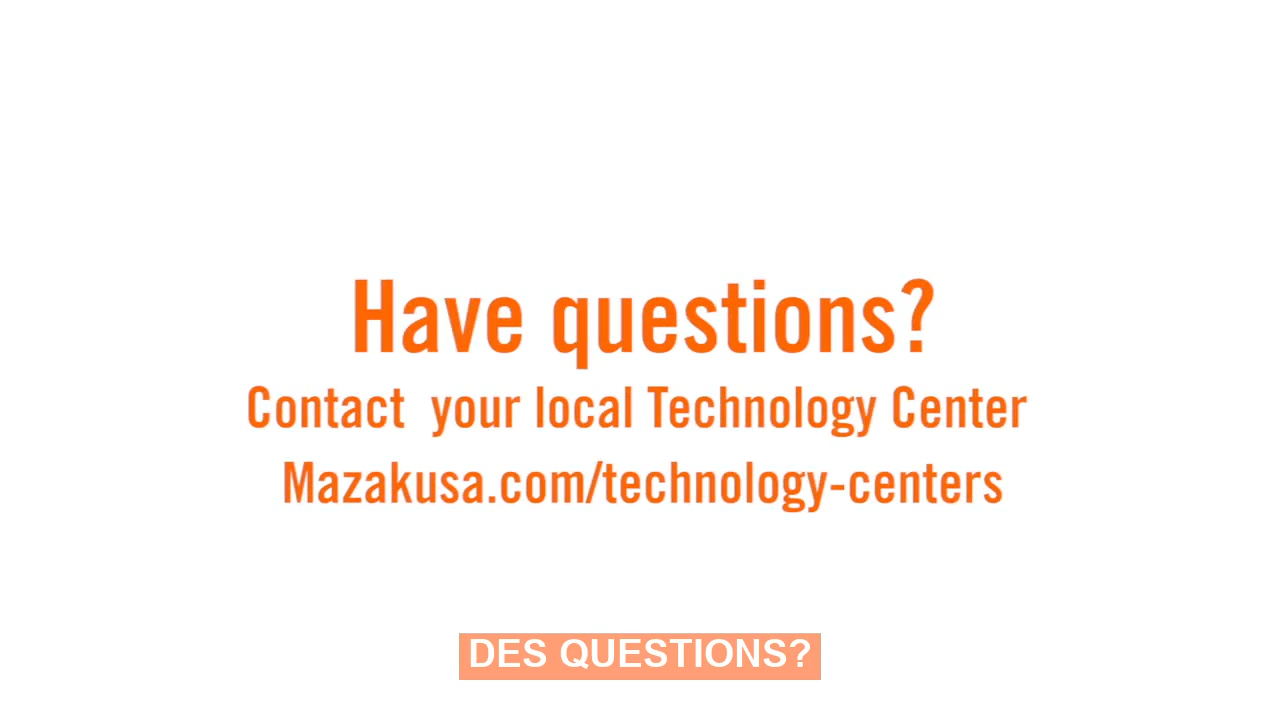 Have questions?
Contact your local Technology Center
Mazakusa.com/technology-centers
DES QUESTIONS?